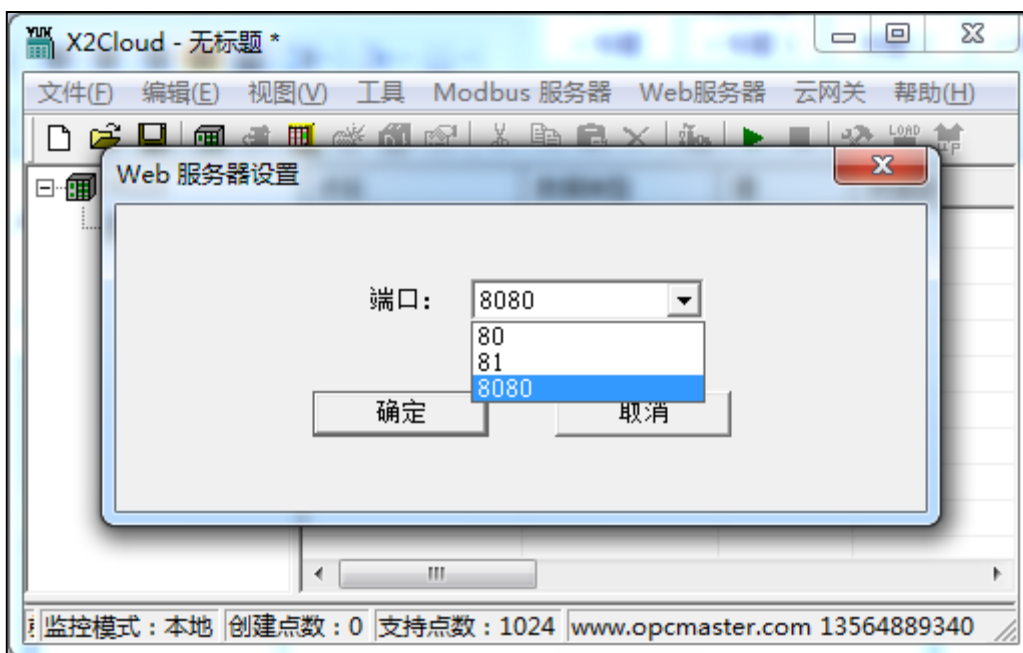 YUK
X2Cloud - 无标题 *
文件(F) 编辑(E) 视图(V) 工具 Modbus 服务器 Web服务器 云网关 帮助(H)
LOAD
Web 服务器设置
端口: 8080
80
81
8080
确定 取消
监控模式：本地 创建点数：0 支持点数：1024 www.opcmaster.com 13564889340